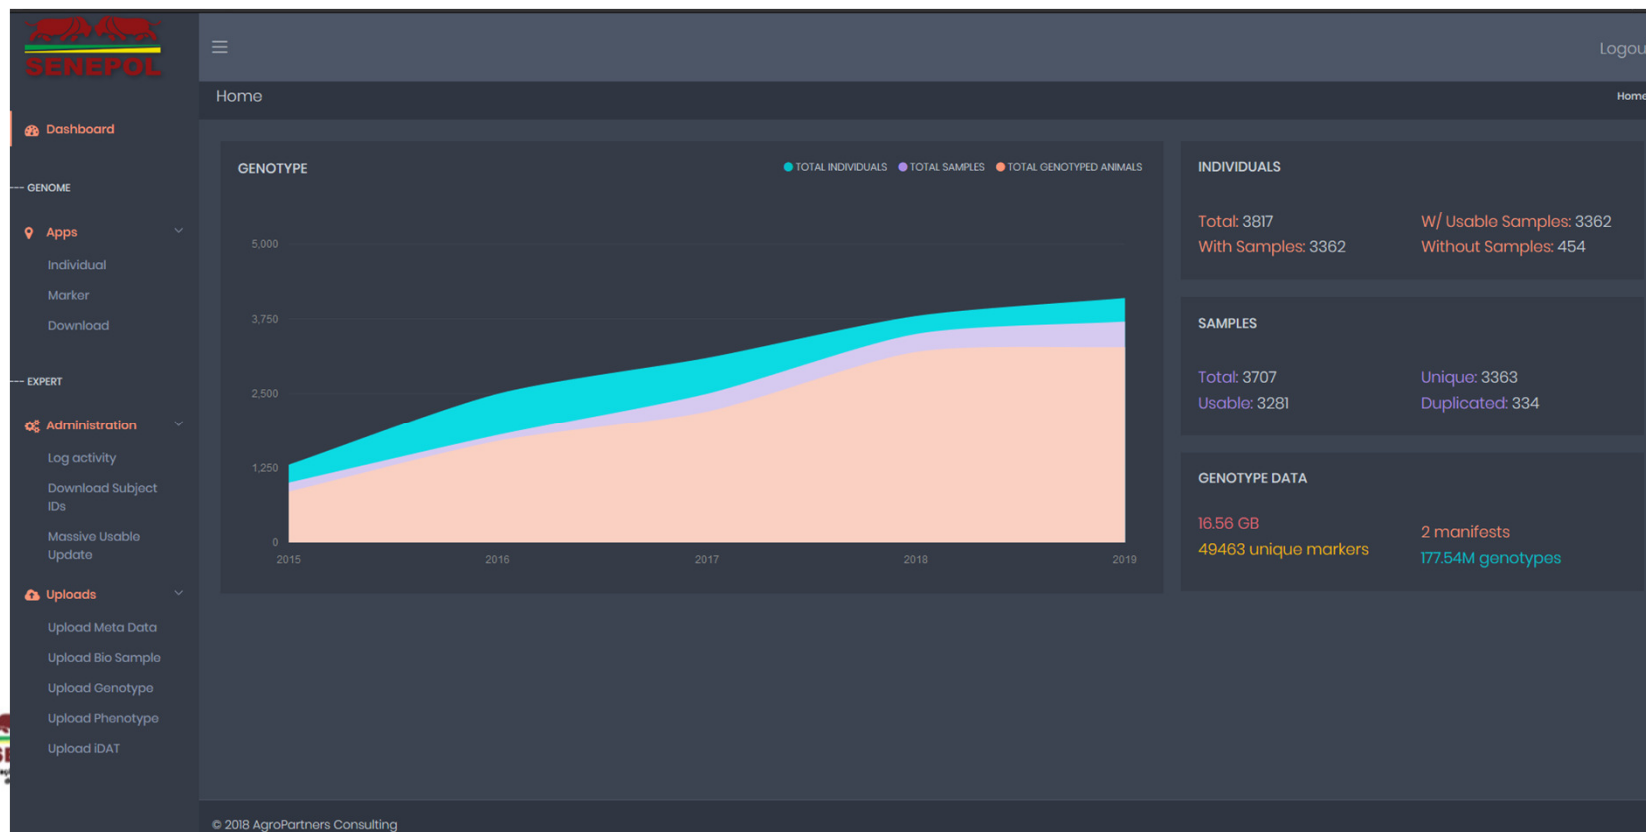 SENEPOL
Home
Home
Dashboard
--- GENOME
Apps
Individual
Marker
Download
--- EXPERT
Administration
Log activity
Download Subject
IDs
Massive Usable
Update
Uploads
Upload Meta Data
Upload Bio Sample
Upload Genotype
Upload Phenotype
Upload iDAT
GENOTYPE
TOTAL INDIVIDUALS TOTAL SAMPLES TOTAL GENOTYPED ANIMALS
5,000
3,750
2,500
1,250
0
2015 2016 2017 2018 2019
INDIVIDUALS
Total: 3817 W/ Usable Samples: 3362
With Samples: 3362 Without Samples: 454
SAMPLES
Total: 3707 Unique: 3363
Usable: 3281 Duplicated: 334
GENOTYPE DATA
16.56 GB 2 manifests
49463 unique markers 177.54M genotypes
© 2018 AgroPartners Consulting